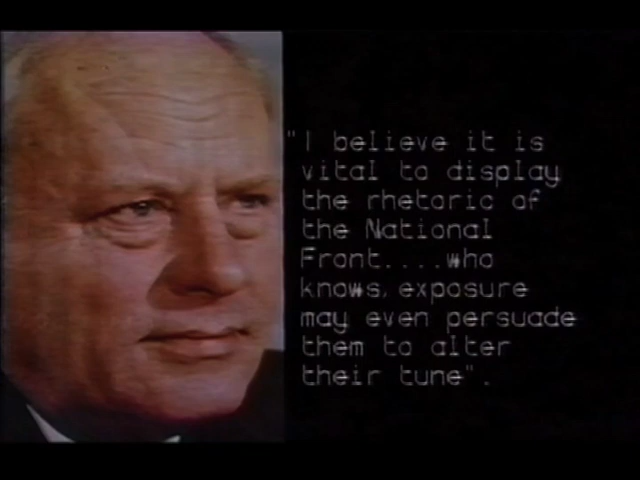 "I believe it is
vital to display
the rhetoric of
the National
Front....who
knows, exposure
may even persuade
them to alter
their tune".